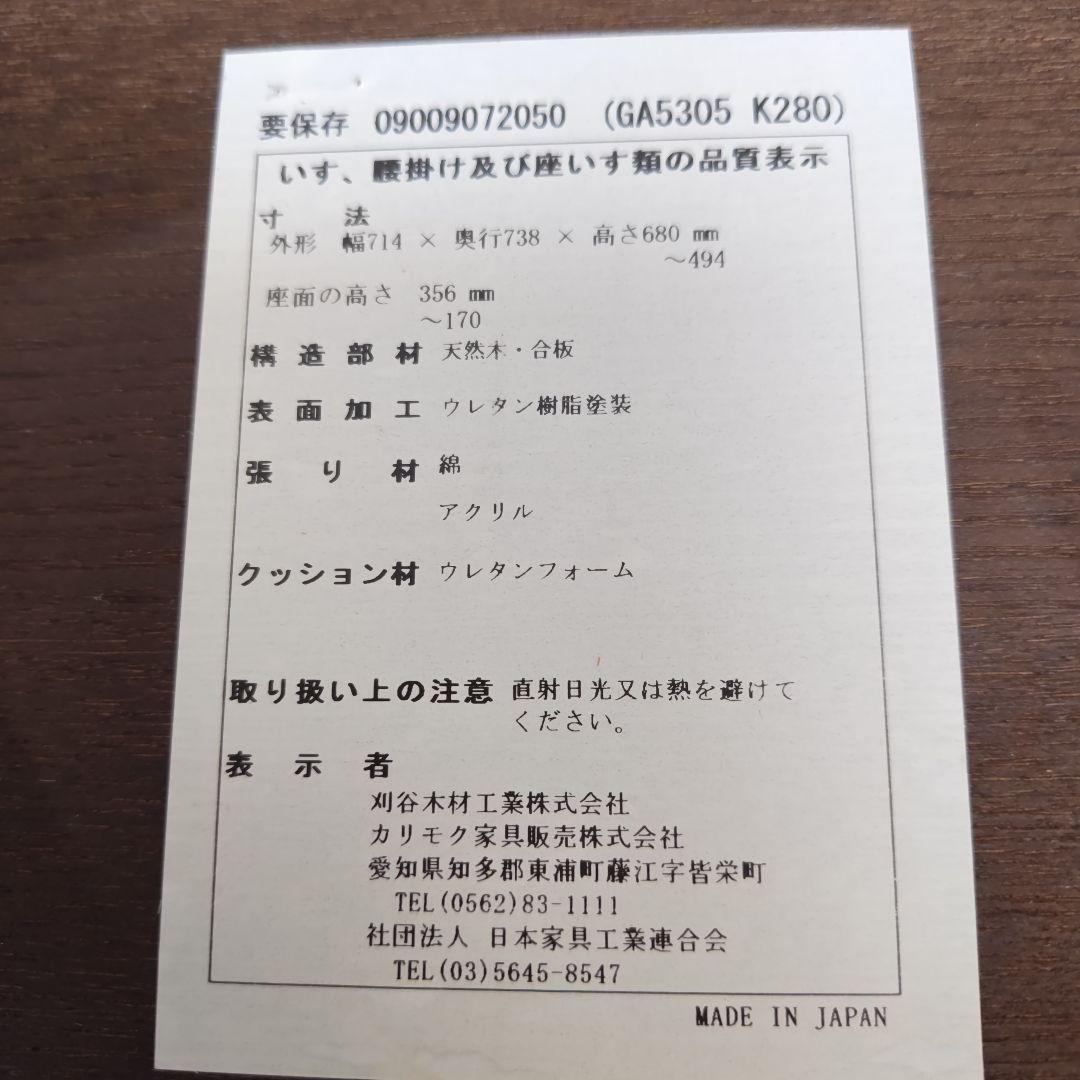 要保存 09009072050 (GA5305 K280)
いす、腰掛け及び座いす類の品質表示
寸法
外形 幅714 × 奥行738 × 高さ680 mm
～494
座面の高さ 356 mm
～170
構造部材 天然木・合板
表面加工 ウレタン樹脂塗装
張り材 綿
アクリル
クッション材 ウレタンフォーム
取り扱い上の注意 直射日光又は熱を避けて
ください。
表示者
刈谷木材工業株式会社
カリモク家具販売株式会社
愛知県知多郡東浦町藤江字皆栄町
TEL(0562)83-1111
社団法人 日本家具工業連合会
TEL(03)5645-8547
MADE IN JAPAN